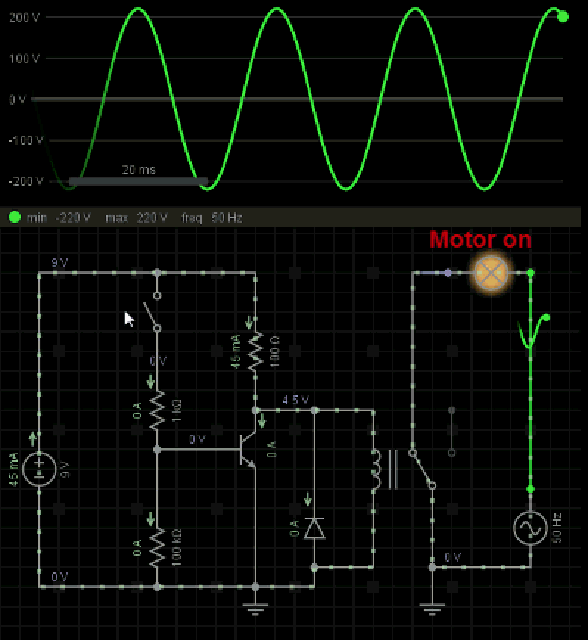 200 V
100 V
0 V
-100 V
20 ms
-200 V
min -220 V max 220 V freq 50 Hz
Motor on
9 V
45 mA
100 Ω
0 V
0 A
1 kΩ
4.5 V
0 V
0 A
45 mA
9 V
0 A
100 kΩ
0 A
50 Hz
0 V
0 V